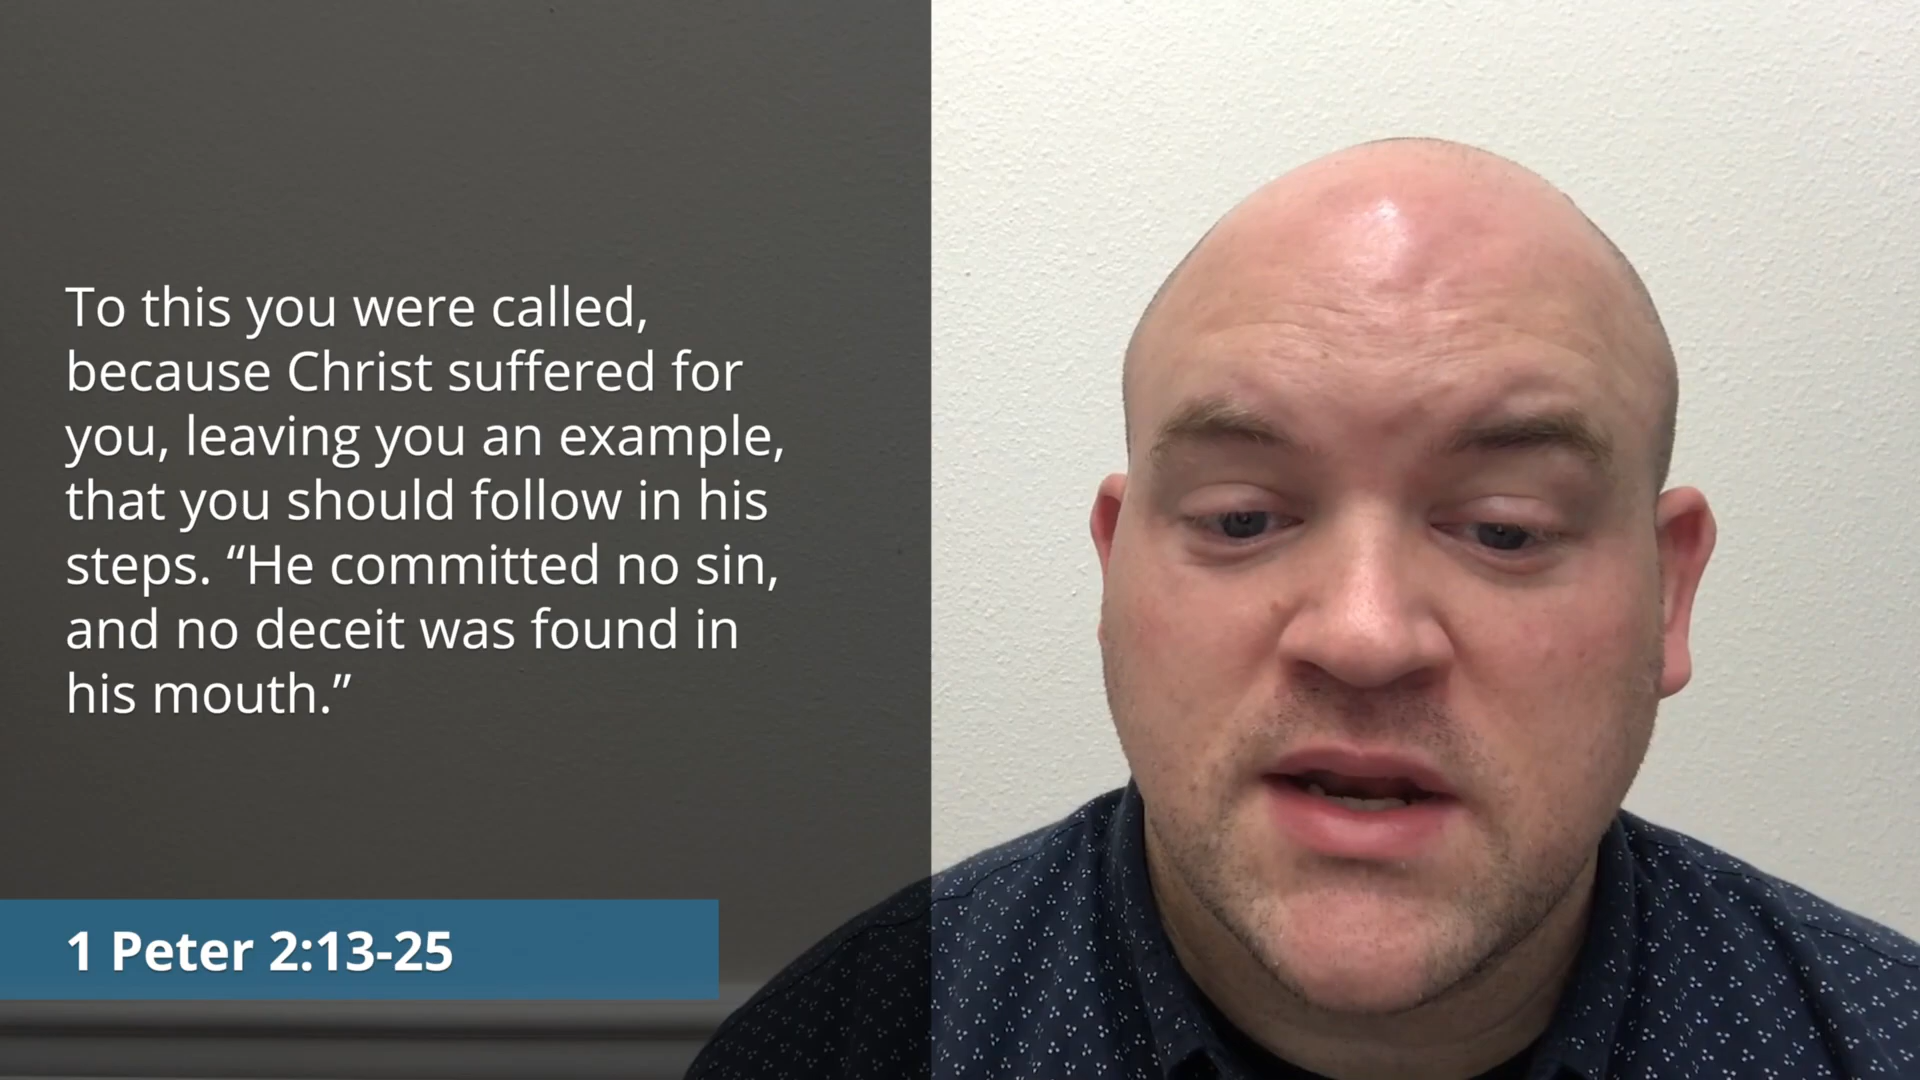 To this you were called,
because Christ suffered for
you, leaving you an example,
that you should follow in his
steps. “He committed no sin,
and no deceit was found in
his mouth.”
1 Peter 2:13-25